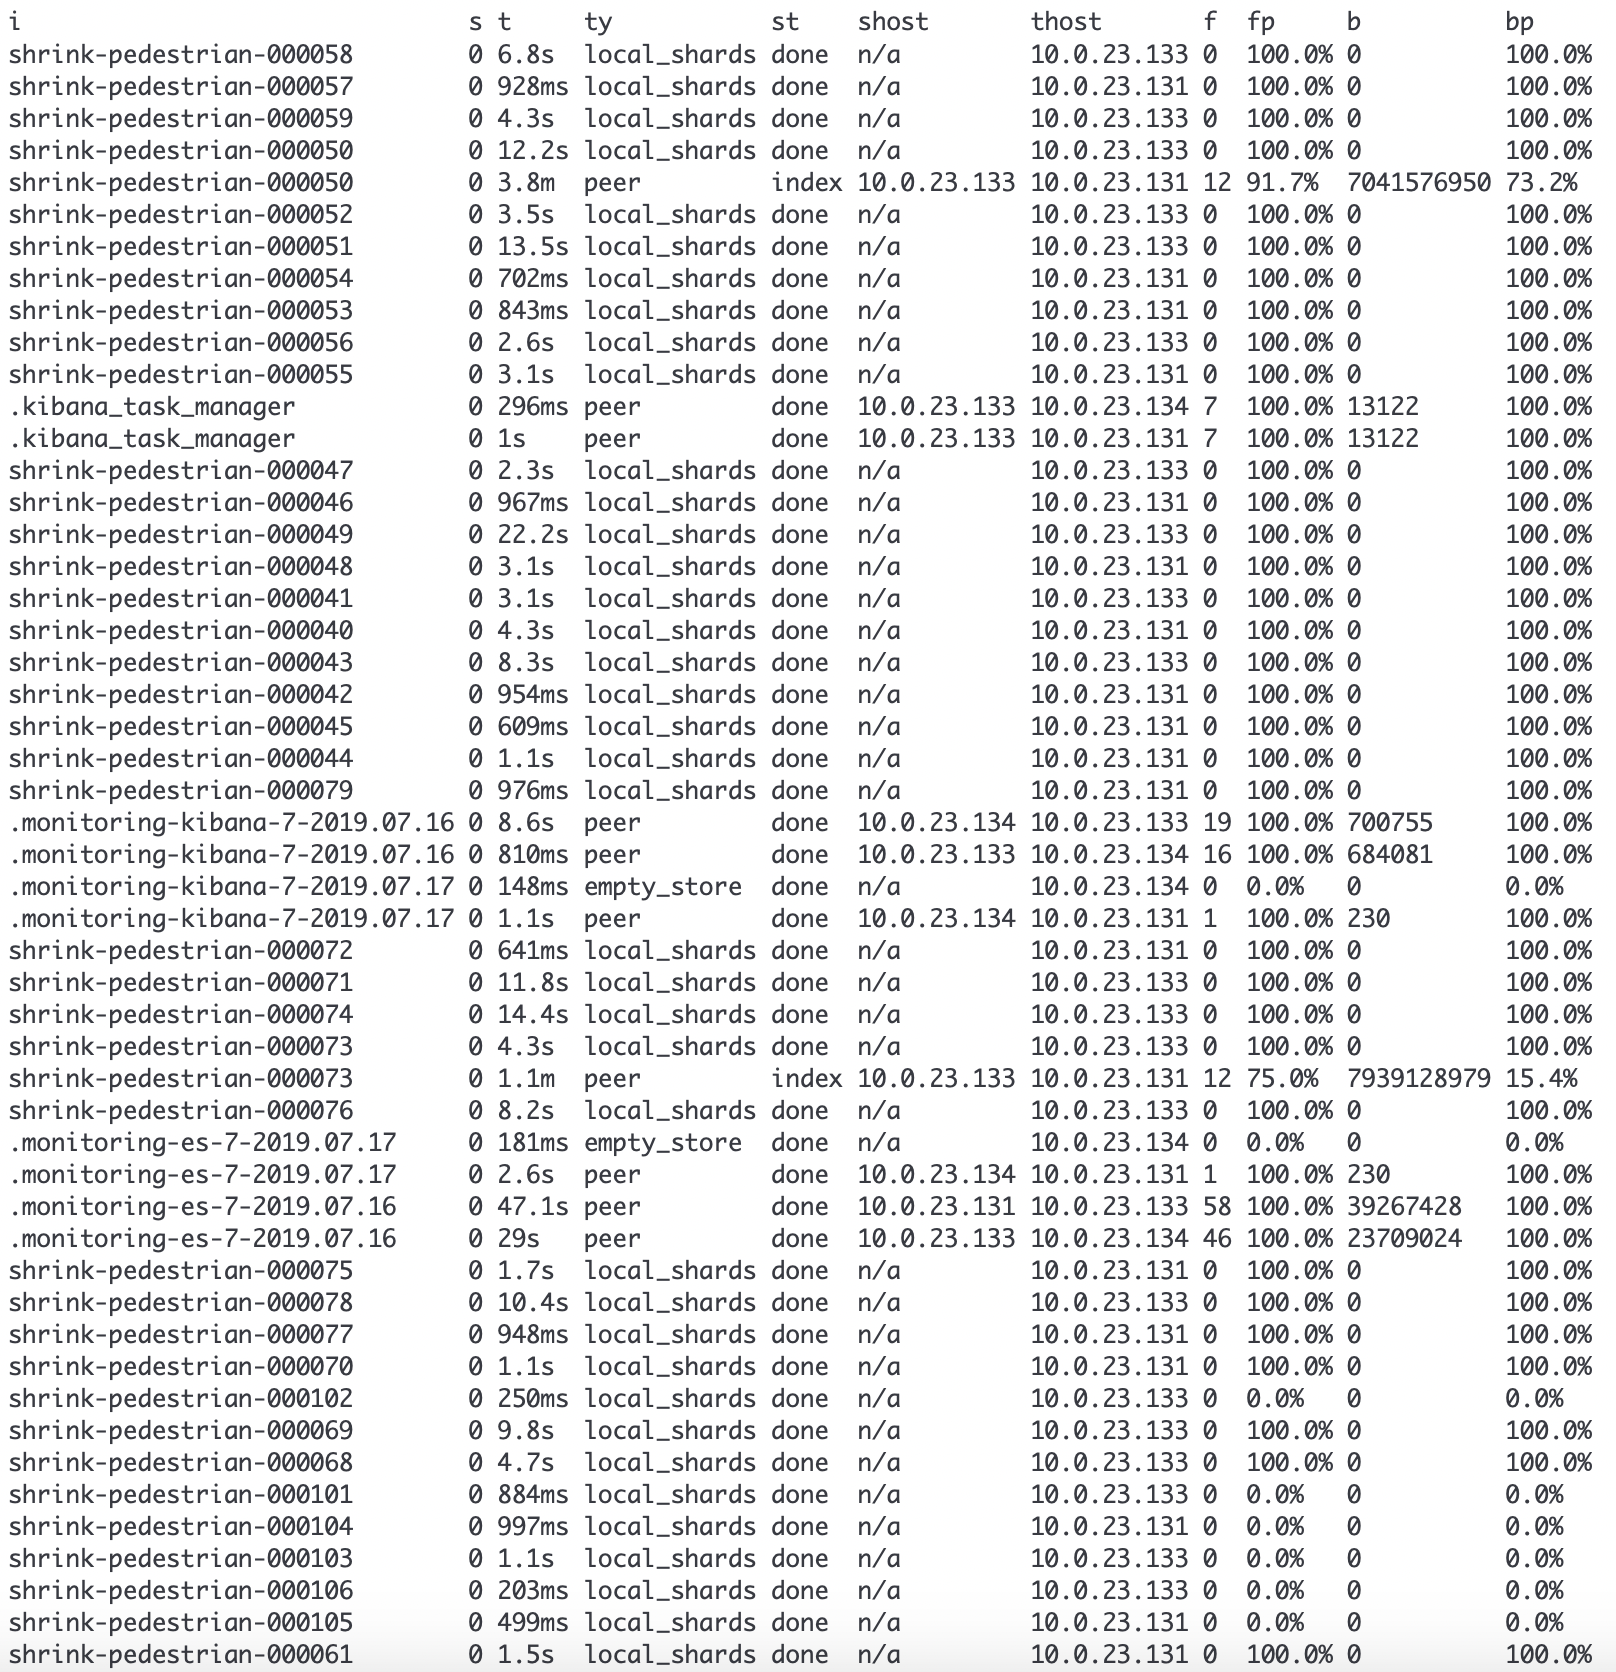 i s t ty st shost thost f fp b bp
shrink-pedestrian-000058 0 6.8s local_shards done n/a 10.0.23.133 0 100.0% 0 100.0%
shrink-pedestrian-000057 0 928ms local_shards done n/a 10.0.23.131 0 100.0% 0 100.0%
shrink-pedestrian-000059 0 4.3s local_shards done n/a 10.0.23.133 0 100.0% 0 100.0%
shrink-pedestrian-000050 0 12.2s local_shards done n/a 10.0.23.133 0 100.0% 0 100.0%
shrink-pedestrian-000050 0 3.8m peer index 10.0.23.133 10.0.23.131 12 91.7% 7041576950 73.2%
shrink-pedestrian-000052 0 3.5s local_shards done n/a 10.0.23.133 0 100.0% 0 100.0%
shrink-pedestrian-000051 0 13.5s local_shards done n/a 10.0.23.133 0 100.0% 0 100.0%
shrink-pedestrian-000054 0 702ms local_shards done n/a 10.0.23.131 0 100.0% 0 100.0%
shrink-pedestrian-000053 0 843ms local_shards done n/a 10.0.23.131 0 100.0% 0 100.0%
shrink-pedestrian-000056 0 2.6s local_shards done n/a 10.0.23.133 0 100.0% 0 100.0%
shrink-pedestrian-000055 0 3.1s local_shards done n/a 10.0.23.131 0 100.0% 0 100.0%
.kibana_task_manager 0 296ms peer done 10.0.23.133 10.0.23.134 7 100.0% 13122 100.0%
.kibana_task_manager 0 1s peer done 10.0.23.133 10.0.23.131 7 100.0% 13122 100.0%
shrink-pedestrian-000047 0 2.3s local_shards done n/a 10.0.23.133 0 100.0% 0 100.0%
shrink-pedestrian-000046 0 967ms local_shards done n/a 10.0.23.131 0 100.0% 0 100.0%
shrink-pedestrian-000049 0 22.2s local_shards done n/a 10.0.23.133 0 100.0% 0 100.0%
shrink-pedestrian-000048 0 3.1s local_shards done n/a 10.0.23.131 0 100.0% 0 100.0%
shrink-pedestrian-000041 0 3.1s local_shards done n/a 10.0.23.133 0 100.0% 0 100.0%
shrink-pedestrian-000040 0 4.3s local_shards done n/a 10.0.23.131 0 100.0% 0 100.0%
shrink-pedestrian-000043 0 8.3s local_shards done n/a 10.0.23.133 0 100.0% 0 100.0%
shrink-pedestrian-000042 0 954ms local_shards done n/a 10.0.23.131 0 100.0% 0 100.0%
shrink-pedestrian-000045 0 609ms local_shards done n/a 10.0.23.131 0 100.0% 0 100.0%
shrink-pedestrian-000044 0 1.1s local_shards done n/a 10.0.23.131 0 100.0% 0 100.0%
shrink-pedestrian-000079 0 976ms local_shards done n/a 10.0.23.131 0 100.0% 0 100.0%
.monitoring-kibana-7-2019.07.16 0 8.6s peer done 10.0.23.134 10.0.23.133 19 100.0% 700755 100.0%
.monitoring-kibana-7-2019.07.16 0 810ms peer done 10.0.23.133 10.0.23.134 16 100.0% 684081 100.0%
.monitoring-kibana-7-2019.07.17 0 148ms empty_store done n/a 10.0.23.134 0 0.0% 0 0.0%
.monitoring-kibana-7-2019.07.17 0 1.1s peer done 10.0.23.134 10.0.23.131 1 100.0% 230 100.0%
shrink-pedestrian-000072 0 641ms local_shards done n/a 10.0.23.131 0 100.0% 0 100.0%
shrink-pedestrian-000071 0 11.8s local_shards done n/a 10.0.23.133 0 100.0% 0 100.0%
shrink-pedestrian-000074 0 14.4s local_shards done n/a 10.0.23.133 0 100.0% 0 100.0%
shrink-pedestrian-000073 0 4.3s local_shards done n/a 10.0.23.133 0 100.0% 0 100.0%
shrink-pedestrian-000073 0 1.1m peer index 10.0.23.133 10.0.23.131 12 75.0% 7939128979 15.4%
shrink-pedestrian-000076 0 8.2s local_shards done n/a 10.0.23.133 0 100.0% 0 100.0%
.monitoring-es-7-2019.07.17 0 181ms empty_store done n/a 10.0.23.134 0 0.0% 0 0.0%
.monitoring-es-7-2019.07.17 0 2.6s peer done 10.0.23.134 10.0.23.131 1 100.0% 230 100.0%
.monitoring-es-7-2019.07.16 0 47.1s peer done 10.0.23.131 10.0.23.133 58 100.0% 39267428 100.0%
.monitoring-es-7-2019.07.16 0 29s peer done 10.0.23.133 10.0.23.134 46 100.0% 23709024 100.0%
shrink-pedestrian-000075 0 1.7s local_shards done n/a 10.0.23.131 0 100.0% 0 100.0%
shrink-pedestrian-000078 0 10.4s local_shards done n/a 10.0.23.133 0 100.0% 0 100.0%
shrink-pedestrian-000077 0 948ms local_shards done n/a 10.0.23.131 0 100.0% 0 100.0%
shrink-pedestrian-000070 0 1.1s local_shards done n/a 10.0.23.131 0 100.0% 0 100.0%
shrink-pedestrian-000102 0 250ms local_shards done n/a 10.0.23.133 0 0.0% 0 0.0%
shrink-pedestrian-000069 0 9.8s local_shards done n/a 10.0.23.133 0 100.0% 0 100.0%
shrink-pedestrian-000068 0 4.7s local_shards done n/a 10.0.23.133 0 100.0% 0 100.0%
shrink-pedestrian-000101 0 884ms local_shards done n/a 10.0.23.133 0 0.0% 0 0.0%
shrink-pedestrian-000104 0 997ms local_shards done n/a 10.0.23.131 0 0.0% 0 0.0%
shrink-pedestrian-000103 0 1.1s local_shards done n/a 10.0.23.133 0 0.0% 0 0.0%
shrink-pedestrian-000106 0 203ms local_shards done n/a 10.0.23.133 0 0.0% 0 0.0%
shrink-pedestrian-000105 0 499ms local_shards done n/a 10.0.23.131 0 0.0% 0 0.0%
shrink-pedestrian-000061 0 1.5s local_shards done n/a 10.0.23.131 0 100.0% 0 100.0%